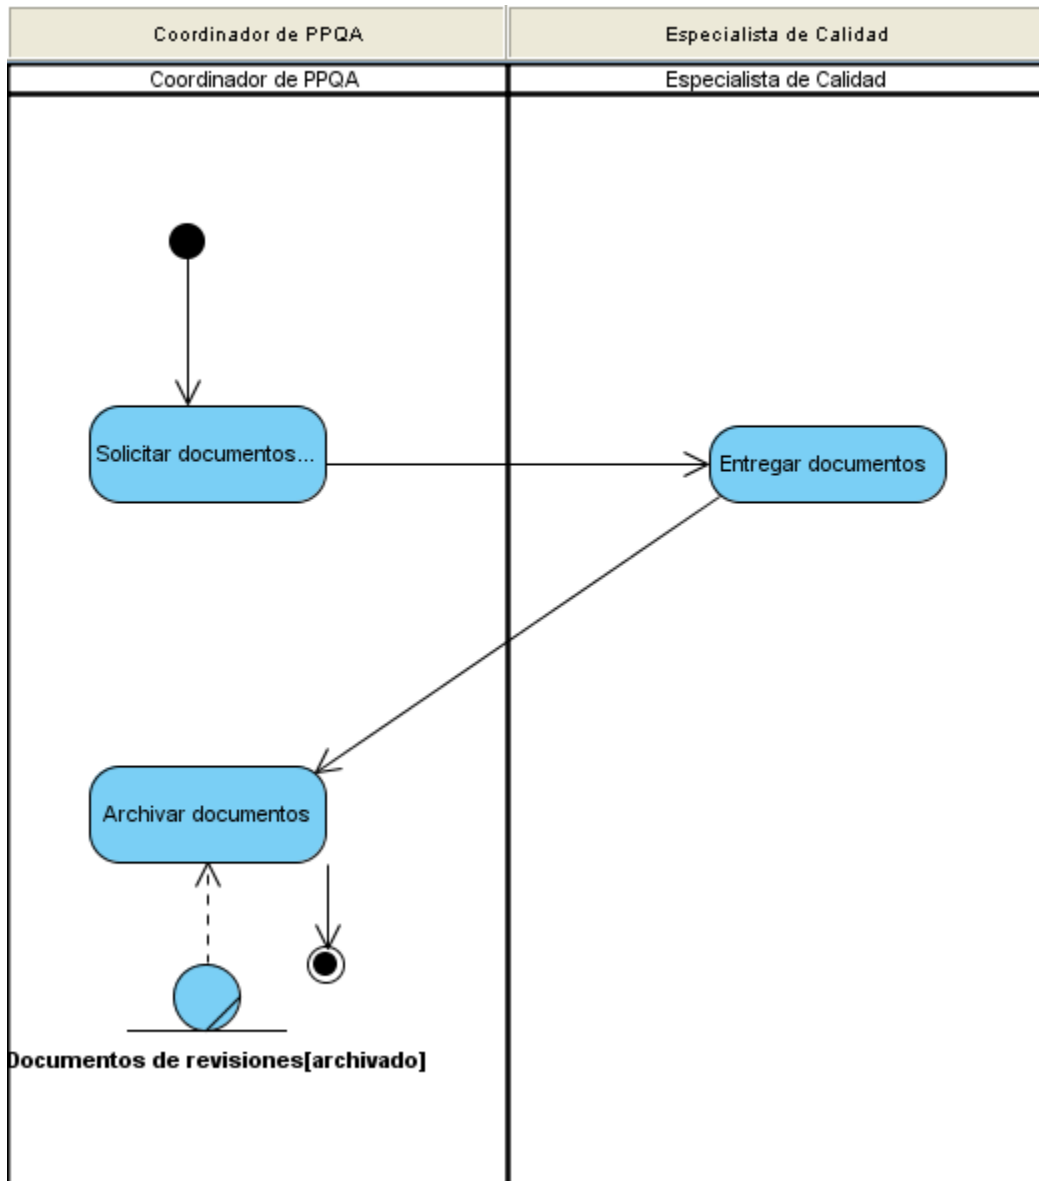 Coordinador de PPQA
Especialista de Calidad
Coordinador de PPQA
Especialista de Calidad
Solicitar documentos...
Entregar documentos
Archivar documentos
Documentos de revisiones[archivado]